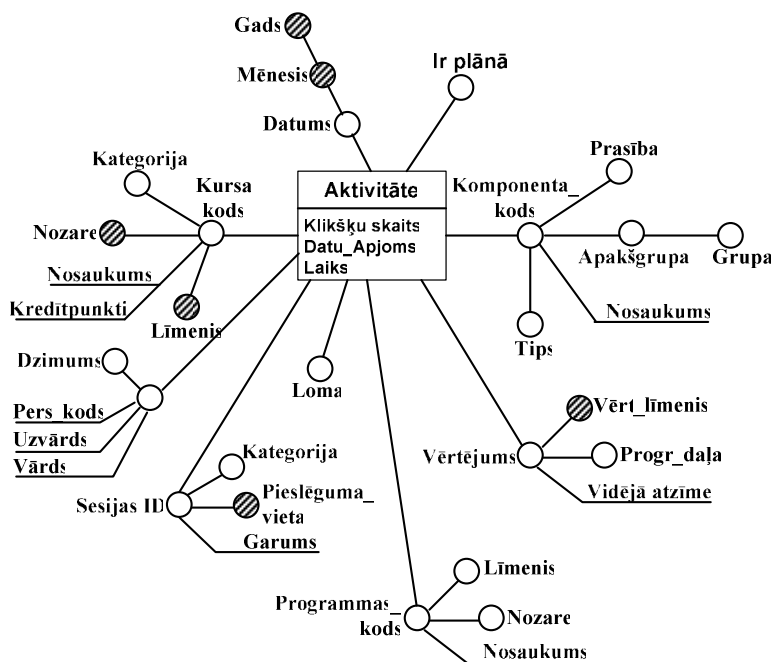 Gads
Ir plānā
Mēnesis
Datums
Kategorija
Kursa
kods
Nozare
Nosaukums
Kredītpunkti
Līmenis
Aktivitāte
Klikšķu skaits
Datu_Apjoms
Laiks
Komponenta_
kods
Prasība
Apakšgrupa
Grupa
Nosaukums
Tips
Dzimums
Pers_kods
Uzvārds
Vārds
Loma
Kategorija
Sesijas ID
Pieslēguma_
vieta
Garums
Vērt_līmenis
Vērtējums
Progr_daļa
Vidējā atzīme
Līmenis
Programmas_
kods
Nozare
Nosaukums